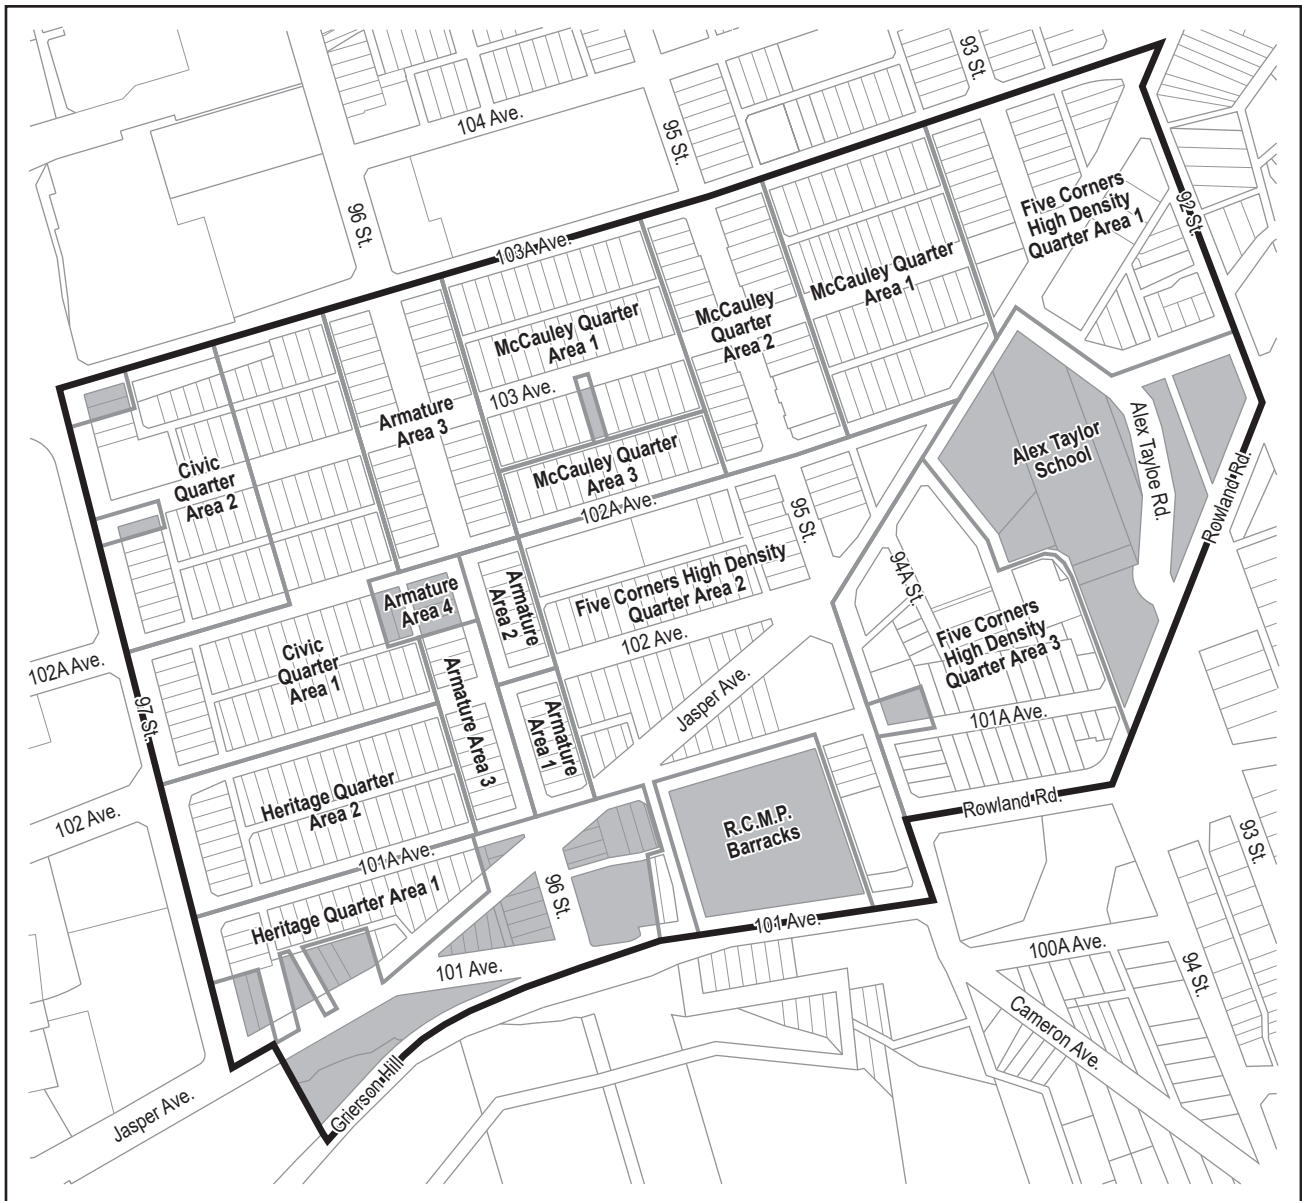 93 St.
104 Ave.
95 St.
96 St.
92 St.
103A Ave.
Five Corners
High Density
Quarter Area 1
McCauley Quarter
Area 1
McCauley
Quarter
Area 2
McCauley Quarter
Area 1
103 Ave.
Armature
Area 3
McCauley Quarter
Area 3
Alex Taylor
School
Alex Tayloe Rd.
Rowland Rd.
Civic
Quarter
Area 2
102A Ave.
95 St.
94A St.
Armature
Area 4
Armature
Area 2
Five Corners High Density
Quarter Area 2
102 Ave.
Five Corners
High Density
Quarter Area 3
102A Ave.
Civic
Quarter
Area 1
97 St.
Armature Area 3
Armature
Area 1
Jasper Ave.
101A Ave.
Heritage Quarter
Area 2
102 Ave.
R.C.M.P.
Barracks
Rowland Rd.
93 St.
101A Ave.
96 St.
Heritage Quarter Area 1
101 Ave.
101 Ave.
100A Ave.
94 St.
Cameron Ave.
Grierson Hill
Jasper Ave.